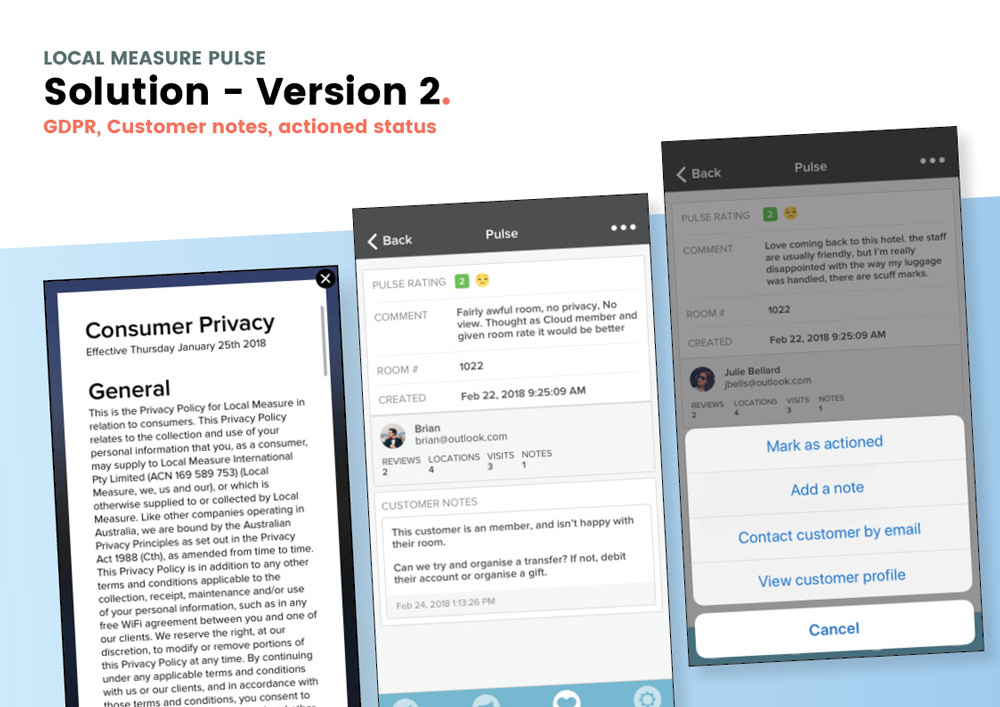 LOCAL MEASURE PULSE
Solution - Version 2.
GDPR, Customer notes, actioned status
Consumer Privacy
Effective Thursday January 25th 2018
General
This is the Privacy Policy for Local Measure in
relation to consumers. This Privacy Policy
relates to the collection and use of your
personal information that you, as a consumer,
may supply to Local Measure International
Pty Limited (ACN 169 589 753) (Local
Measure, we, us and our), or which is
otherwise supplied to or collected by Local
Measure. Like other companies operating in
Australia, we are bound by the Australian
Privacy Principles as set out in the Privacy
Act 1988 (Cth), as amended from time to time.
This Privacy Policy is in addition to any other
terms and conditions applicable to the
collection, receipt, maintenance and/or use
of your personal information, such as in any
free WiFi agreement between you and one of
our clients. We reserve the right, at our
discretion, to modify or remove portions of
this Privacy Policy at any time. By continuing
under any applicable terms and conditions
with us or our clients, and in accordance with
those terms and conditions, you consent to
Back
Pulse
PULSE RATING 2
COMMENT
Fairly awful room, no privacy, No
view. Thought as Cloud member and
given room rate it would be better
ROOM # 1022
CREATED Feb 22, 2018 9:25:09 AM
Brian
brian@outlook.com
REVIEWS LOCATIONS VISITS NOTES
2 4 3 1
CUSTOMER NOTES
This customer is an member, and isn't happy with
their room.
Can we try and organise a transfer? If not, debit
their account or organise a gift.
Feb 24, 2018 1:13:26 PM
Back
Pulse
PULSE RATING 2
COMMENT
Love coming back to this hotel. the staff
are usually friendly, but I'm really
disappointed with the way my luggage
was handled, there are scuff marks.
ROOM # 1022
CREATED Feb 22, 2018 9:25:09 AM
Julie Bellard
jbells@outlook.com
REVIEWS LOCATIONS VISITS NOTES
2 4 3 1
Mark as actioned
Add a note
Contact customer by email
View customer profile
Cancel